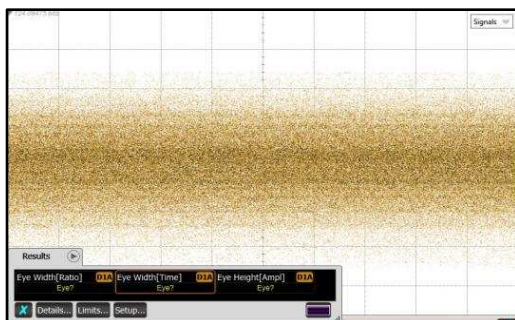 Signals
Results
Eye Width[Ratio] D1A Eye Width[Time] D1A Eye Height[Ampl] D1A
Eye? Eye? Eye?
X Details... Limits... Setup...